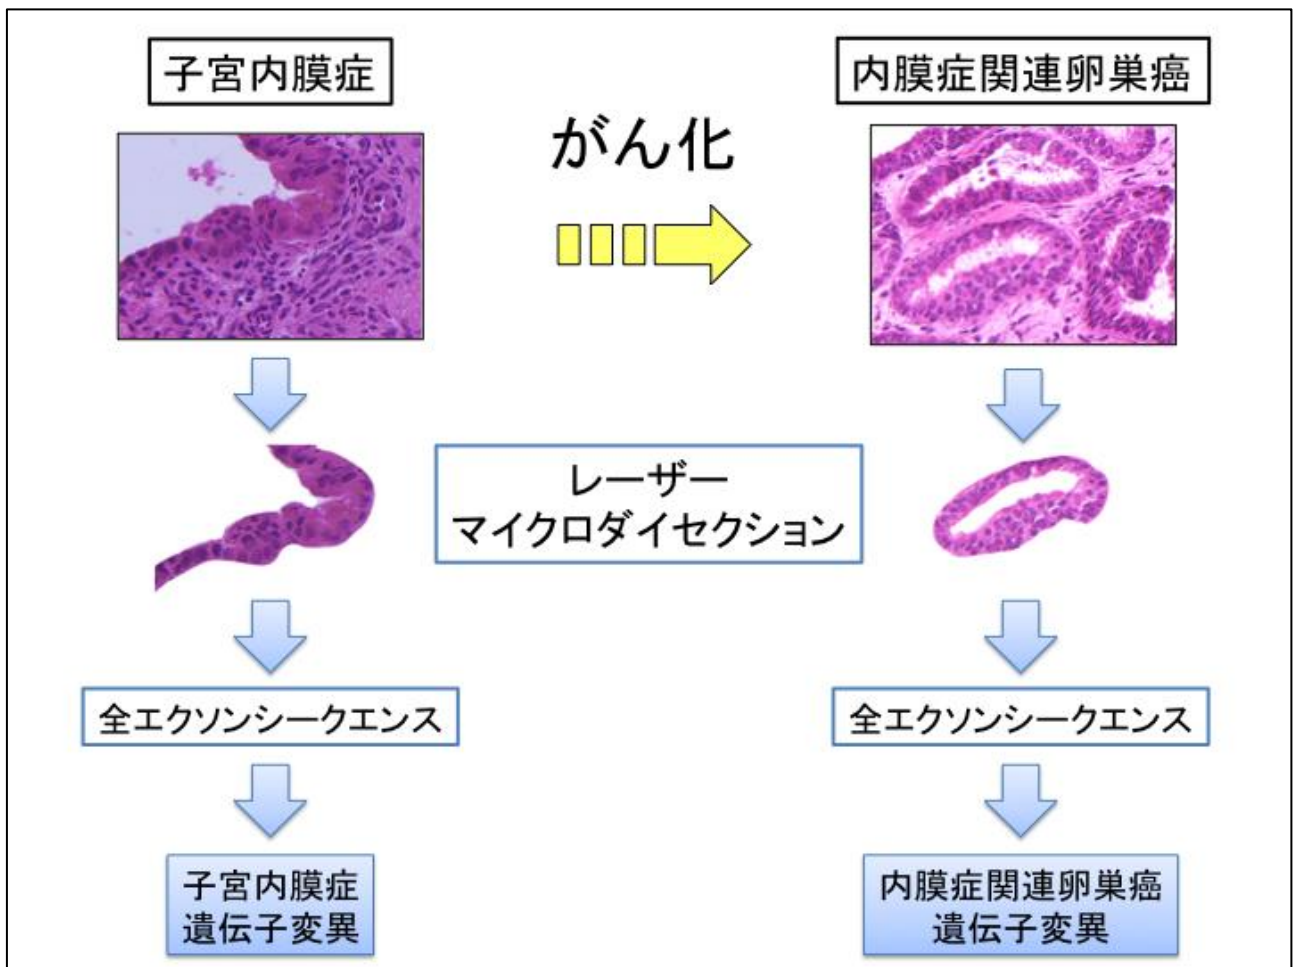 子宮内膜症
内膜症関連卵巣癌
がん化
レーザー
マイクロダイセクション
全エクソンシークエンス
全エクソンシークエンス
子宮内膜症
遺伝子変異
内膜症関連卵巣癌
遺伝子変異